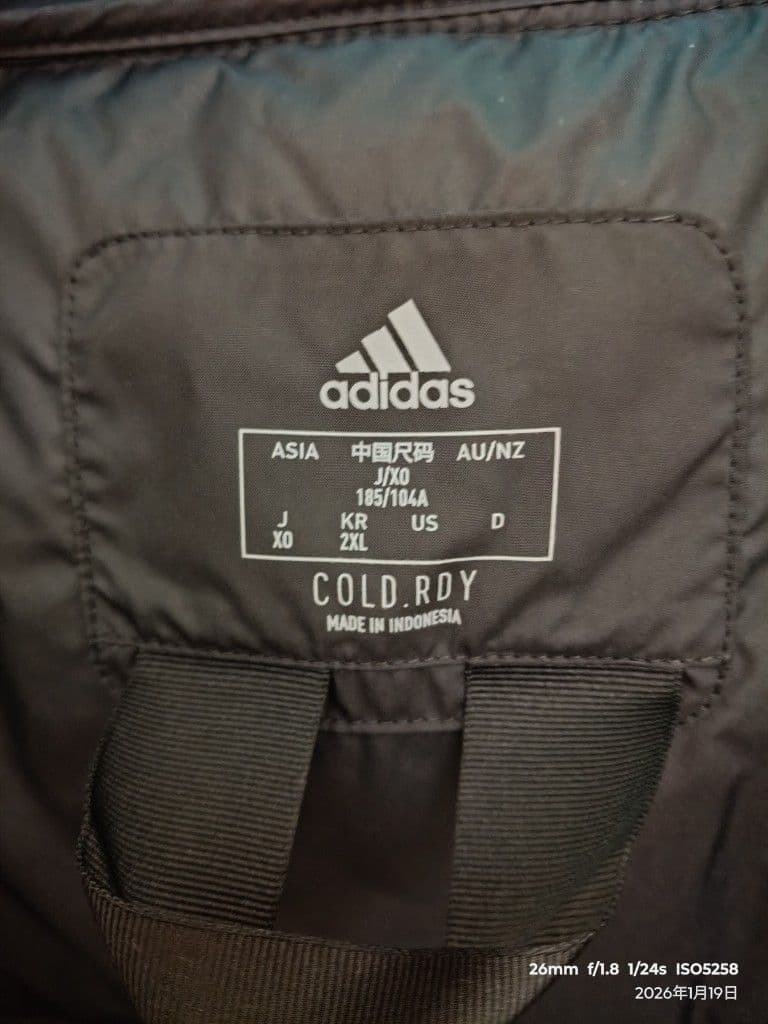 adidas
ASIA 中国尺码 AU/NZ
J/XO
185/104A
J KR US D
XO 2XL
COLD.RDY
MADE IN INDONESIA
26mm f/1.8 1/24s ISO5258
2026年1月19日